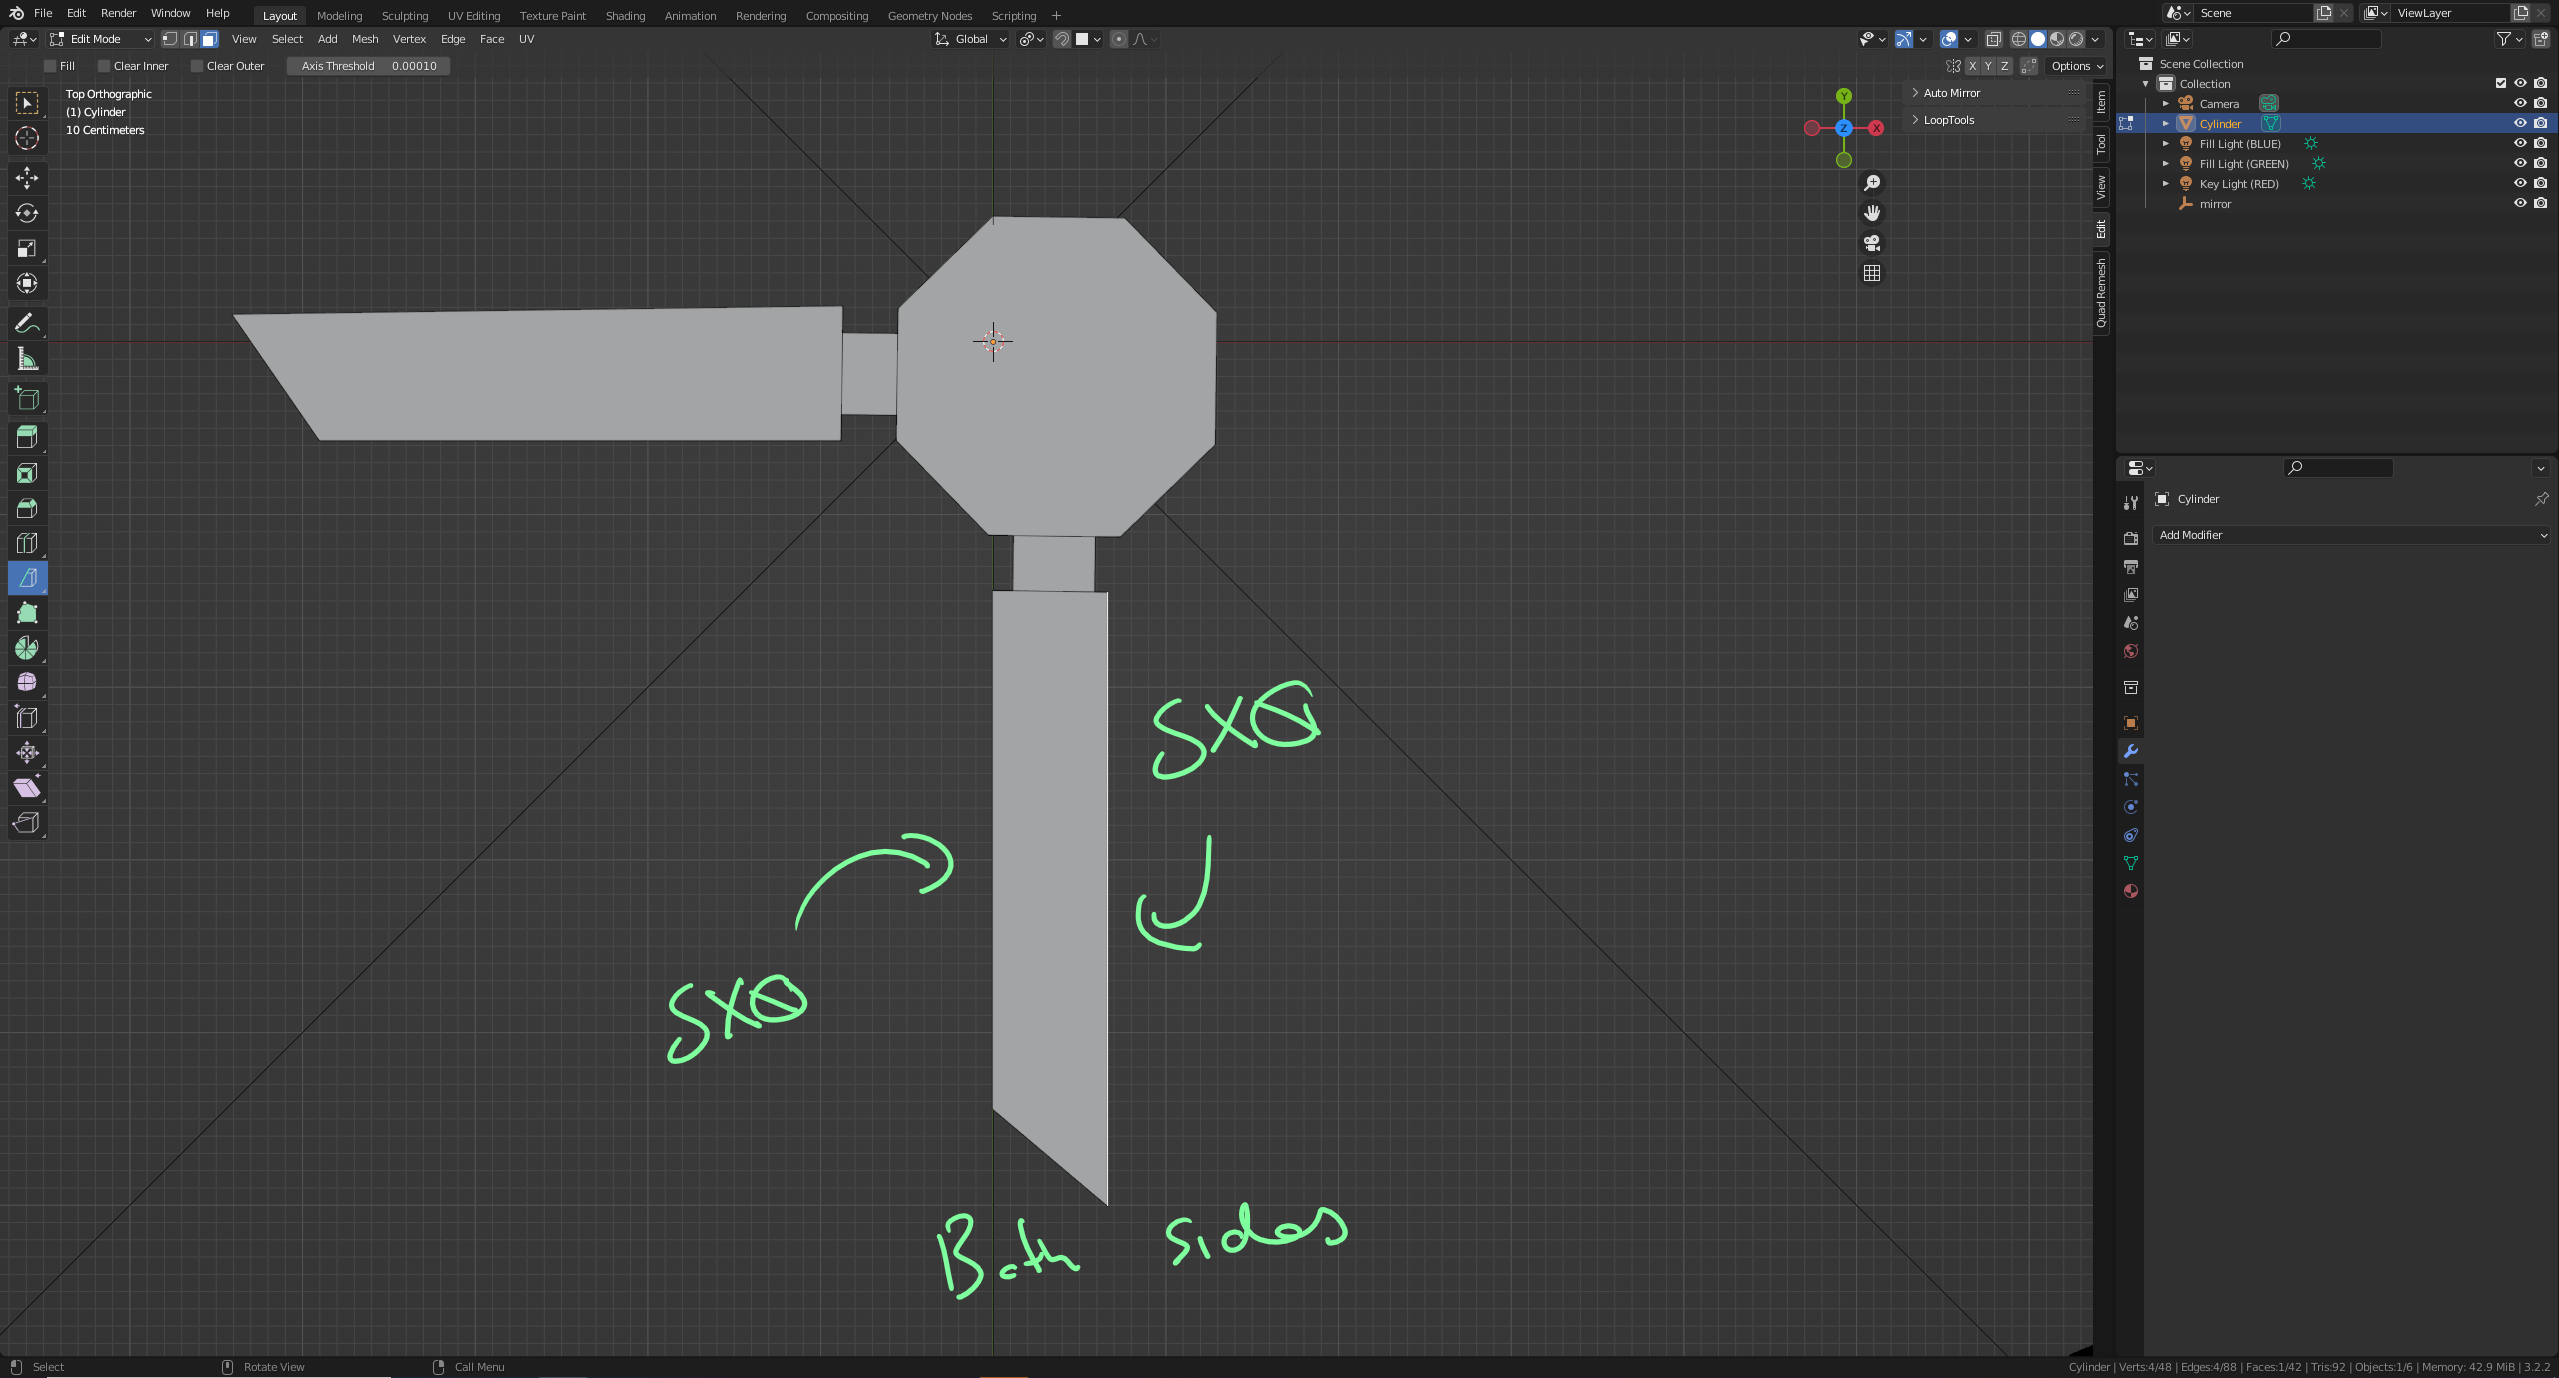 File Edit Render Window Help Layout Modeling Sculpting UV Editing Texture Paint Shading Animation Rendering Compositing Geometry Nodes Scripting + Scene ViewLayer
Edit Mode View Select Add Mesh Vertex Edge Face UV Global
Fill Clear Inner Clear Outer Axis Threshold 0.00010 X Y Z Options
Top Orthographic
(1) Cylinder
10 Centimeters
Y
Z X
Auto Mirror
LoopTools
Item
Tool
View
Edit
Quad Remesh
Scene Collection
Collection
Camera
Cylinder
Fill Light (BLUE)
Fill Light (GREEN)
Key Light (RED)
mirror
Cylinder
Add Modifier
SX0
SX0
Both sides
Select Rotate View Call Menu
Cylinder | Verts:4/48 | Edges:4/88 | Faces:1/42 | Tris:92 | Objects:1/6 | Memory: 42.9 MiB | 3.2.2